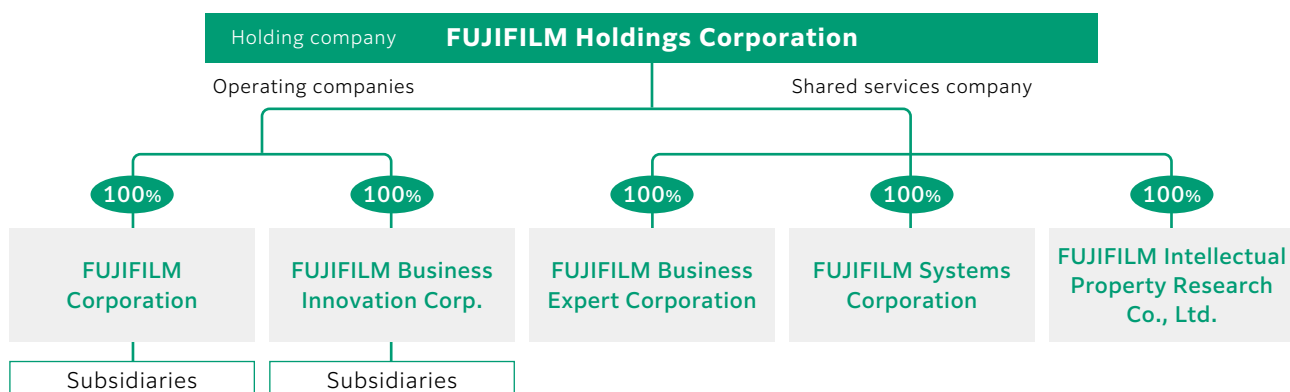 Holding company FUJIFILM Holdings Corporation
Operating companies
Shared services company
100%
100%
100%
100%
100%
FUJIFILM
Corporation
FUJIFILM Business
Innovation Corp.
FUJIFILM Business
Expert Corporation
FUJIFILM Systems
Corporation
FUJIFILM Intellectual
Property Research
Co., Ltd.
Subsidiaries
Subsidiaries